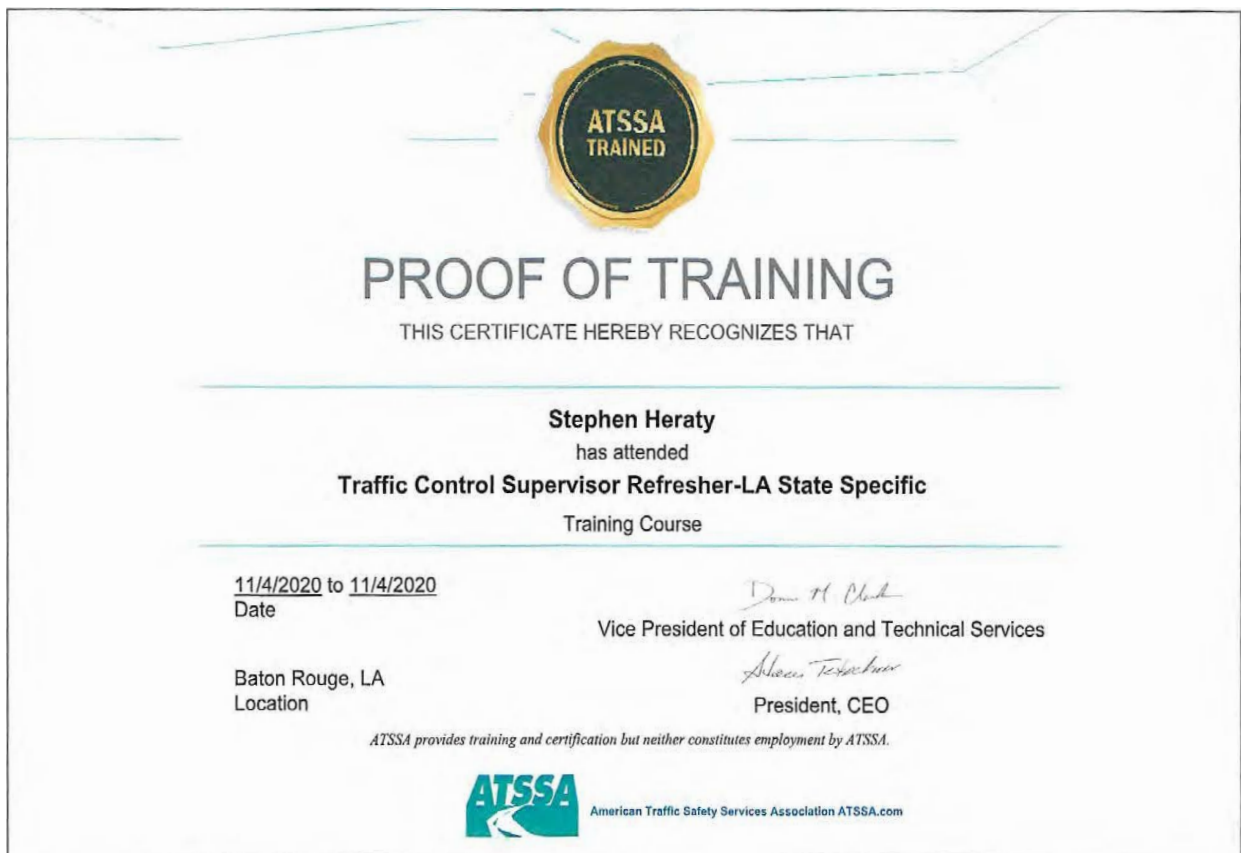 ATSSA
TRAINED
PROOF OF TRAINING
THIS CERTIFICATE HEREBY RECOGNIZES THAT
Stephen Heraty
has attended
Traffic Control Supervisor Refresher-LA State Specific
Training Course
11/4/2020 to 11/4/2020
Date
Donna M. Clark
Vice President of Education and Technical Services
Baton Rouge, LA
Location
President, CEO
ATSSA provides training and certification but neither constitutes employment by ATSSA.
ATSSA
American Traffic Safety Services Association ATSSA.com